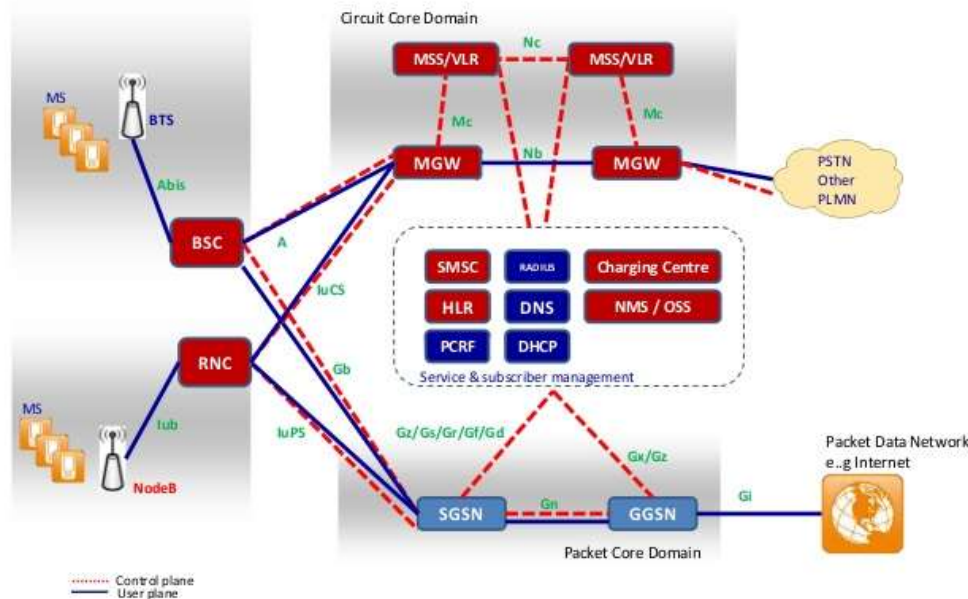 Circuit Core Domain
MSS/VLR
Nc
MSS/VLR
MS
BTS
Mc
Mc
MGW
Nb
MGW
PSTN
Other
PLMN
Abis
BSC
A
SMSC
RADIUS
Charging Centre
IuCS
HLR
DNS
NMS / OSS
RNC
PCRF
DHCP
Gb
Service & subscriber management
MS
Iub
IuPS
Gz/Gs/Gr/Gf/Gd
Gx/Gz
Packet Data Network
e..g Internet
NodeB
SGSN
Gn
GGSN
Gi
Packet Core Domain
Control plane
User plane